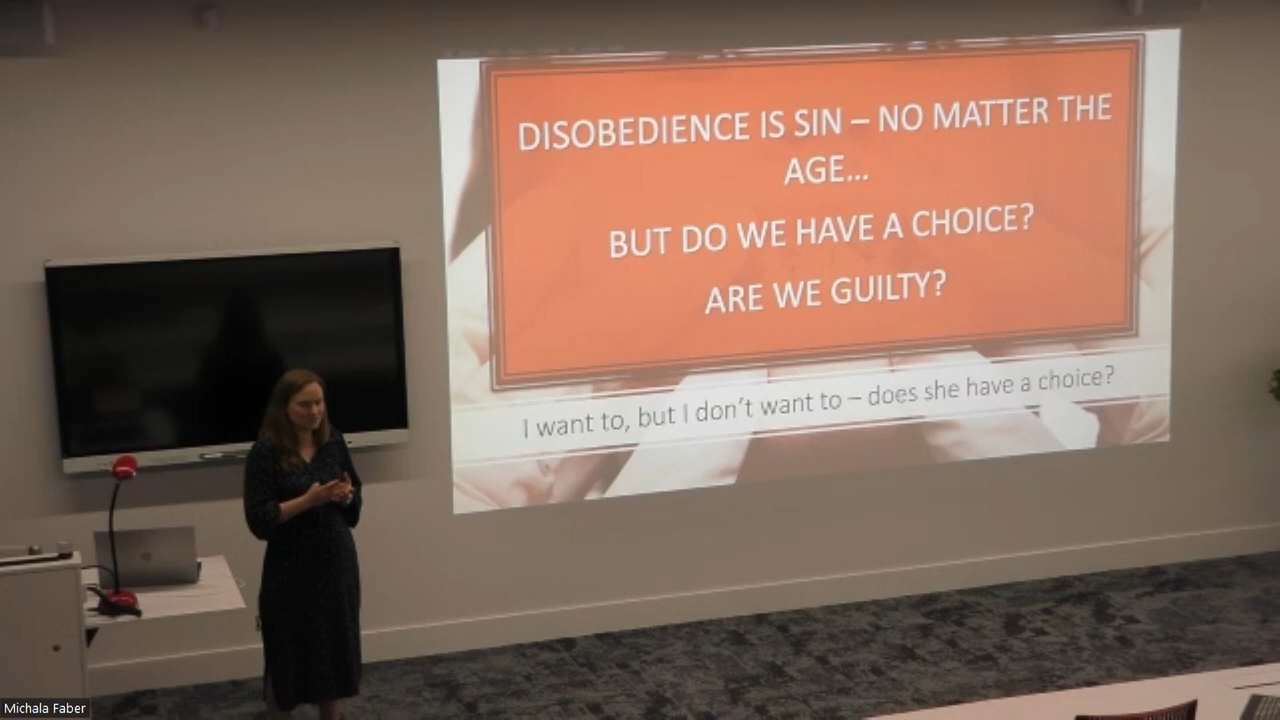 DISOBEDIENCE IS SIN – NO MATTER THE
AGE...
BUT DO WE HAVE A CHOICE?
ARE WE GUILTY?
I want to, but I don't want to – does she have a choice?
Michala Faber